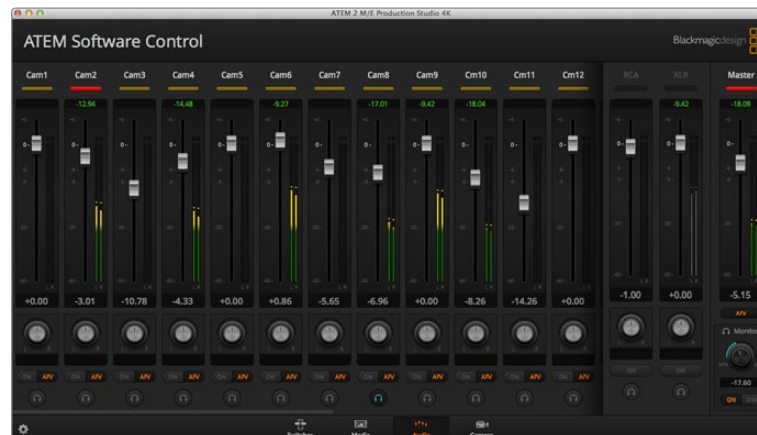 ATEM 2 M/E Production Studio 4K
ATEM Software Control
Blackmagicdesign
Cam1 Cam2 Cam3 Cam4 Cam5 Cam6 Cam7 Cam8 Cam9 Cm10 Cm11 Cm12 RCA XLR Master
-12.94 -14.48 -9.27 -17.01 -9.42 -18.04 -9.42 -18.09
+0.00 -3.01 -10.78 -4.33 +0.00 +0.86 -5.65 -6.96 +0.00 -8.26 -14.26 +0.00 -1.00 +0.00 -5.15
AFV
Monitor
ON AFV ON AFV ON AFV ON AFV ON AFV ON AFV ON AFV ON AFV ON AFV ON AFV ON AFV ON AFV ON
-17.60
ON
Switcher Media Audio Camera